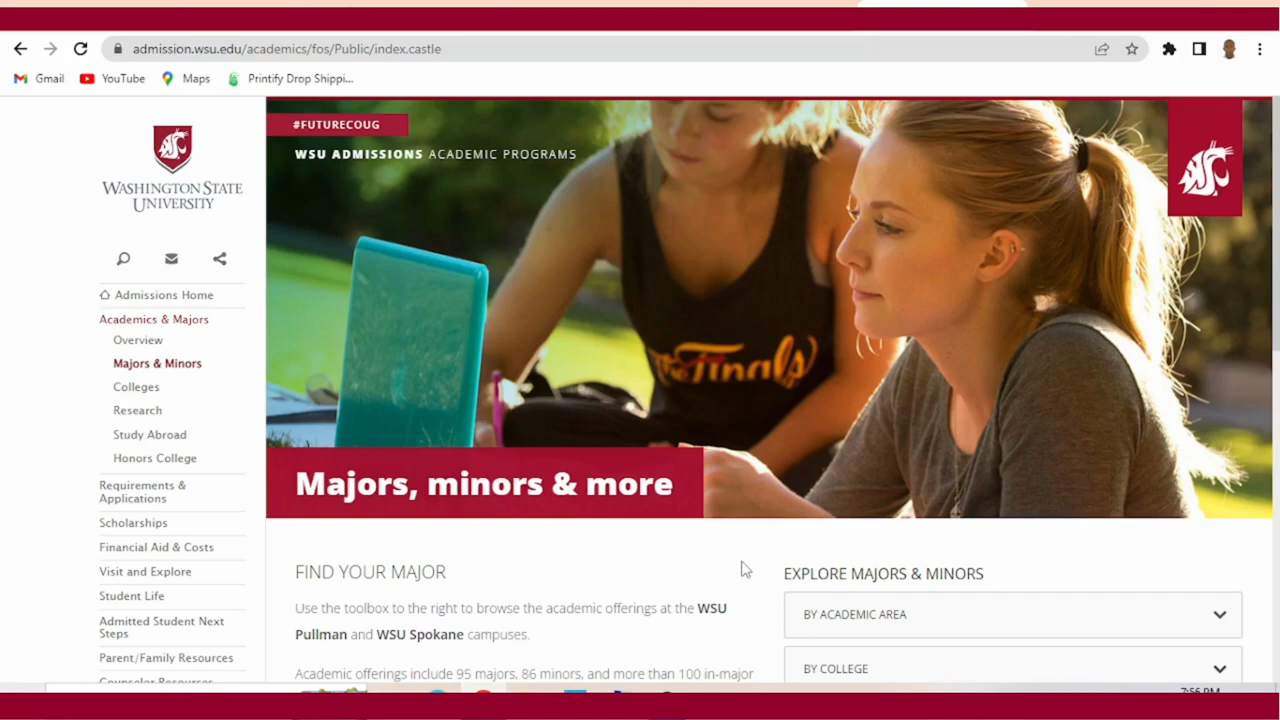 admission.wsu.edu/academics/fos/Public/index.castle
Gmail YouTube Maps Printify Drop Shippi...
WASHINGTON STATE
UNIVERSITY
Admissions Home
Academics & Majors
Overview
Majors & Minors
Colleges
Research
Study Abroad
Honors College
Requirements &
Applications
Scholarships
Financial Aid & Costs
Visit and Explore
Student Life
Admitted Student Next
Steps
Parent/Family Resources
Counselor Resources
#FUTURECOUG
WSU ADMISSIONS ACADEMIC PROGRAMS
Finals
Majors, minors & more
FIND YOUR MAJOR
Use the toolbox to the right to browse the academic offerings at the WSU
Pullman and WSU Spokane campuses.
Academic offerings include 95 majors, 86 minors, and more than 100 in-major
EXPLORE MAJORS & MINORS
BY ACADEMIC AREA
BY COLLEGE
7:56 PM